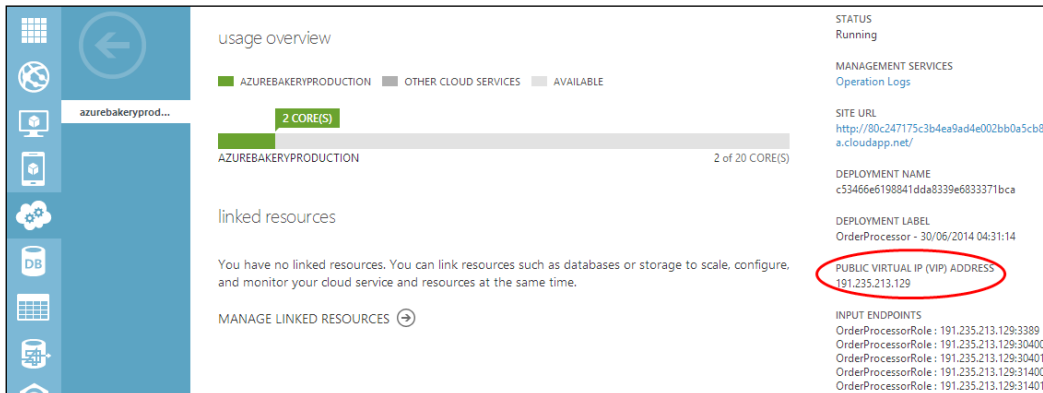 usage overview
AZUREBAKERYPRODUCTION OTHER CLOUD SERVICES AVAILABLE
azurebakeryprod...
2 CORE(S)
AZUREBAKERYPRODUCTION 2 of 20 CORE(S)
linked resources
You have no linked resources. You can link resources such as databases or storage to scale, configure,
and monitor your cloud service and resources at the same time.
MANAGE LINKED RESOURCES
DB
STATUS
Running
MANAGEMENT SERVICES
Operation Logs
SITE URL
http://80c247175c3b4ea9ad4e002bb0a5cb8
a.cloudapp.net/
DEPLOYMENT NAME
c53466e6198841dda8339e6833371bca
DEPLOYMENT LABEL
OrderProcessor - 30/06/2014 04:31:14
PUBLIC VIRTUAL IP (VIP) ADDRESS
191.235.213.129
INPUT ENDPOINTS
OrderProcessorRole : 191.235.213.129:3389
OrderProcessorRole : 191.235.213.129:30400
OrderProcessorRole : 191.235.213.129:30401
OrderProcessorRole : 191.235.213.129:31400
OrderProcessorRole : 191.235.213.129:31401